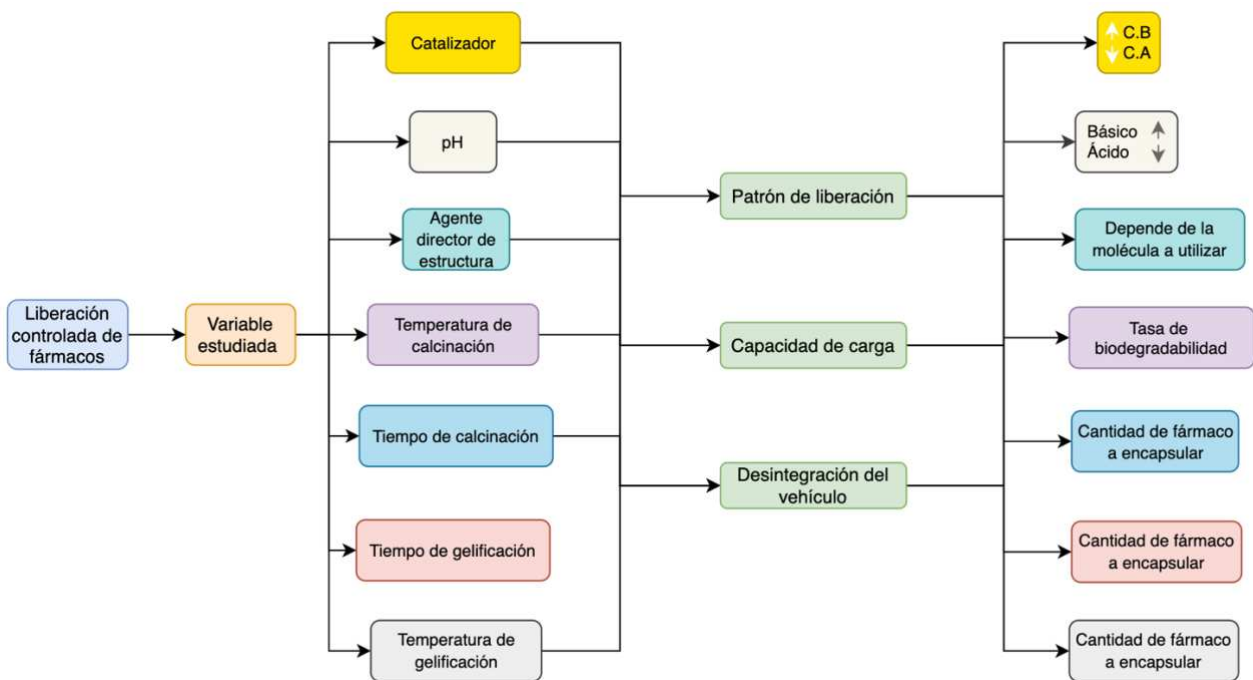 Catalizador
C.B
C.A
pH
Básico
Ácido
Patrón de liberación
Agente
director de
estructura
Depende de la
molécula a utilizar
Liberación
controlada de
fármacos
Variable
estudiada
Temperatura de
calcinación
Capacidad de carga
Tasa de
biodegradabilidad
Tiempo de calcinación
Cantidad de fármaco
a encapsular
Desintegración del
vehículo
Tiempo de gelificación
Cantidad de fármaco
a encapsular
Temperatura de
gelificación
Cantidad de fármaco
a encapsular